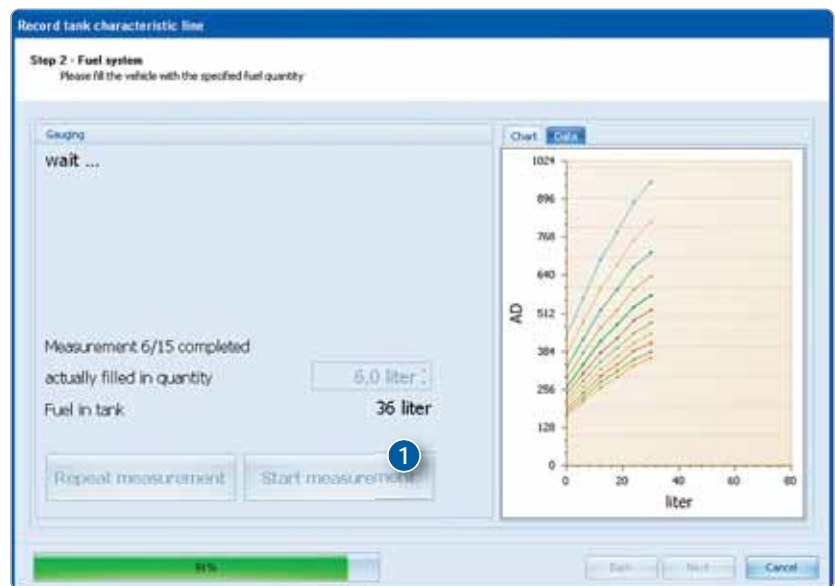 Record tank characteristic line
Step 2 - Fuel system
Please fill the vehicle with the specified fuel quantity
Gauging
wait ...
Measurement 6/15 completed
actually filled in quantity
6,0 liter
Fuel in tank
36 liter
Repeat measurement
Start measurement
1
Chart
Data
1024
896
768
640
512
384
256
128
0
AD
0
20
40
60
80
liter
91%
Back
Next
Cancel